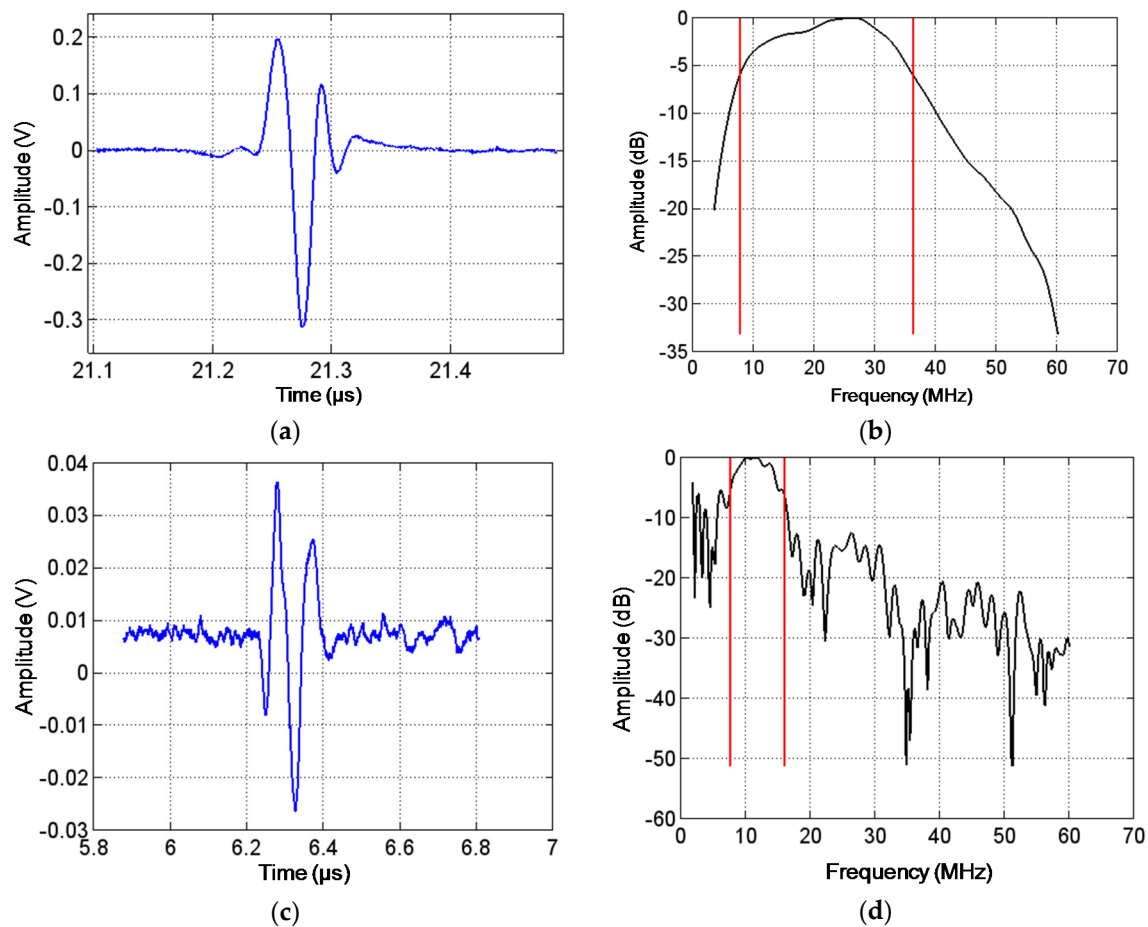 0.2
0.1
0
-0.1
-0.2
-0.3
Amplitude (V)
21.1 21.2 21.3 21.4
Time (µs)
(a)
0
-5
-10
-15
-20
-25
-30
-35
Amplitude (dB)
0 10 20 30 40 50 60 70
Frequency (MHz)
(b)
0.04
0.03
0.02
0.01
0
-0.01
-0.02
-0.03
Amplitude (V)
5.8 6 6.2 6.4 6.6 6.8 7
Time (µs)
(c)
0
-10
-20
-30
-40
-50
-60
Amplitude (dB)
0 10 20 30 40 50 60 70
Frequency (MHz)
(d)